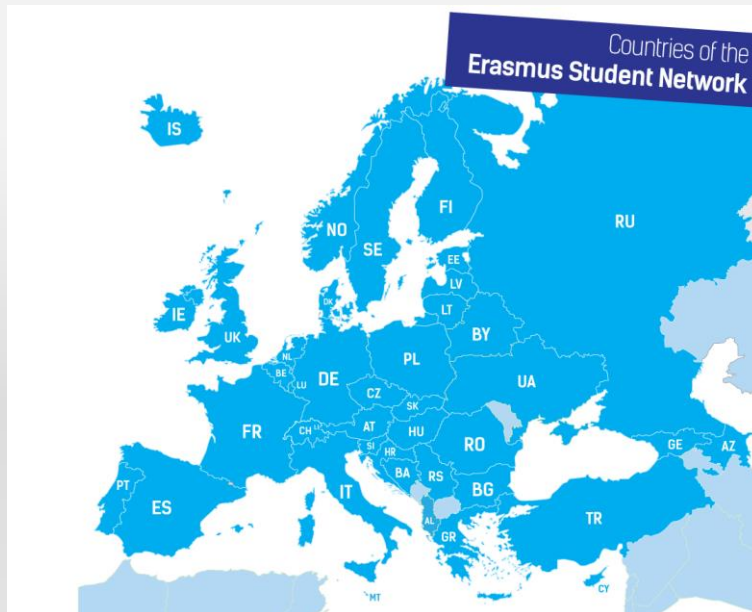 Countries of the
Erasmus Student Network
IS
FI
NO
RU
SE
EE
LV
DK
IE
LT
UK
BY
NL
PL
BE
DE
LU
UA
CZ
SK
FR
AT
CH
LI
HU
RO
SI
HR
GE
AZ
BA
RS
PT
IT
BG
ES
TR
AL
GR
CY
MT